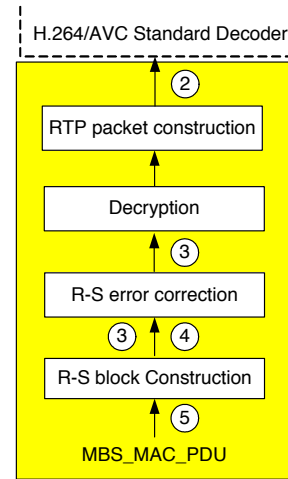 H.264/AVC Standard Decoder
2
RTP packet construction
Decryption
3
R-S error correction
3 4
R-S block Construction
5
MBS_MAC_PDU